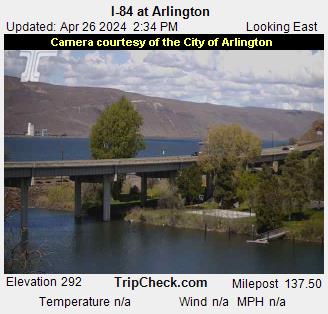 I-84 at Arlington
Updated: Apr 26 2024 2:34 PM Looking East
Camera courtesy of the City of Arlington
Elevation 292 TripCheck.com Milepost 137.50
Temperature n/a Wind n/a MPH n/a